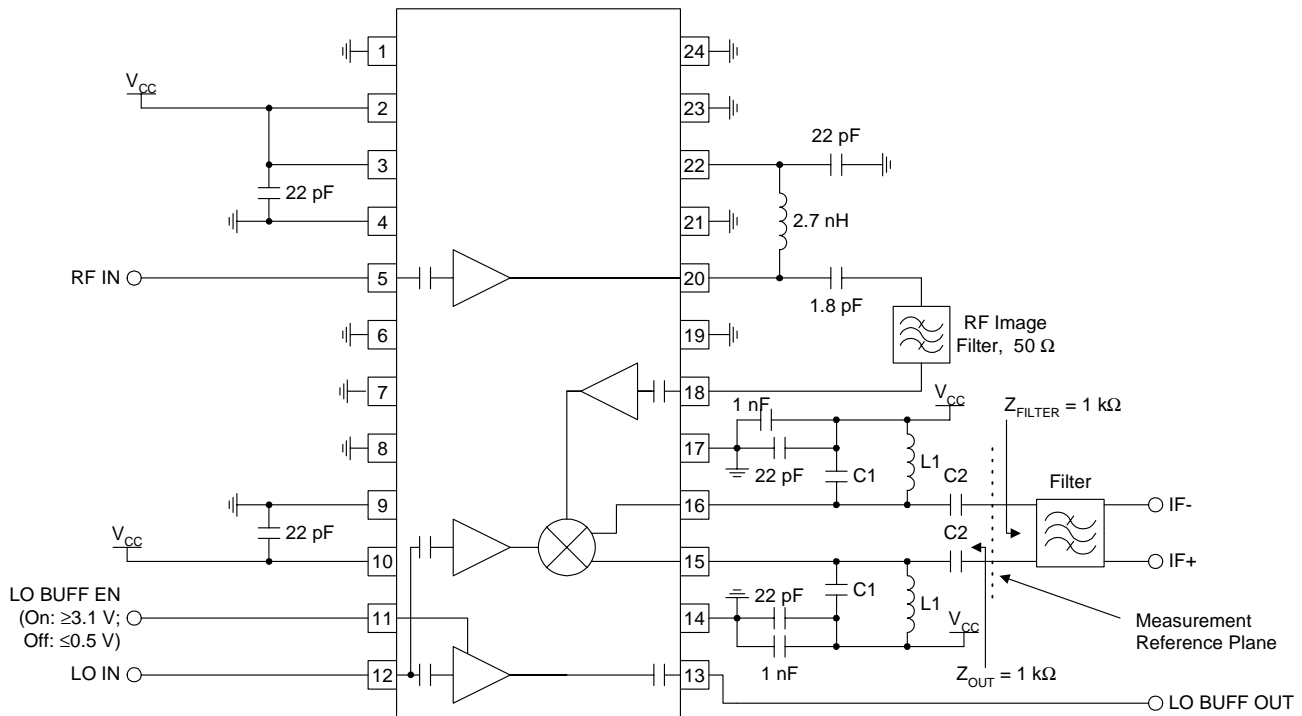 1
24
V_CC
2
23
22 pF
3
22
22 pF
2.7 nH
4
21
RF IN
5
20
1.8 pF
RF Image
Filter, 50 Ω
6
19
7
18
V_CC
1 nF
Z_FILTER = 1 kΩ
8
17
22 pF
C1
L1
C2
Filter
9
16
IF-
22 pF
V_CC
C2
10
15
IF+
LO BUFF EN
(On: ≥3.1 V;
Off: ≤0.5 V)
11
14
22 pF
C1
L1
V_CC
Measurement
Reference Plane
LO IN
12
13
1 nF
Z_OUT = 1 kΩ
LO BUFF OUT